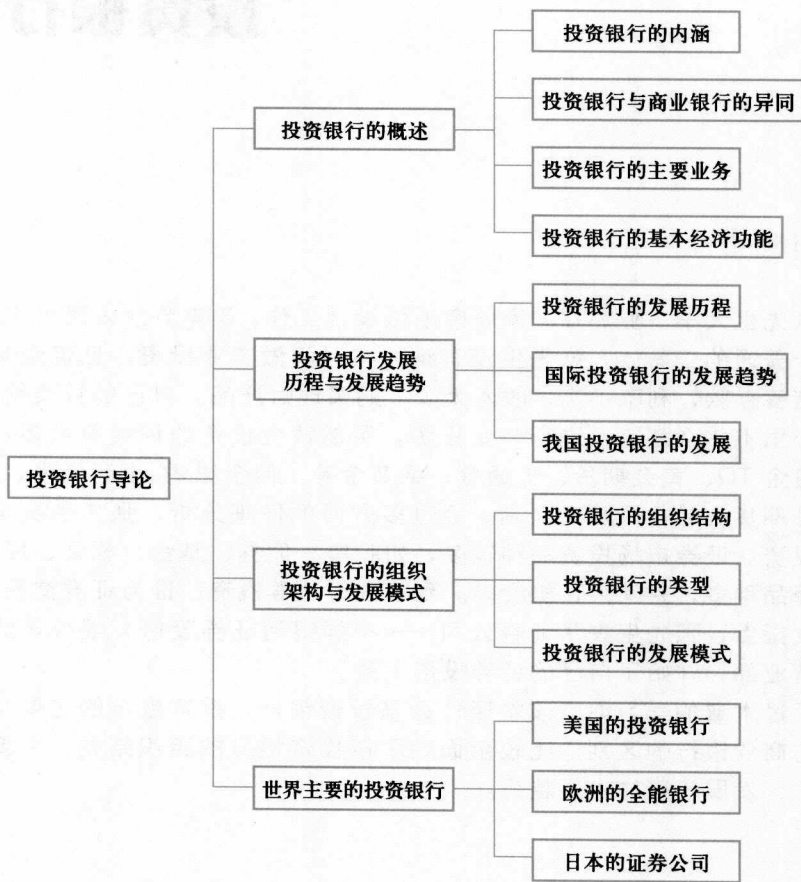 投资银行导论
投资银行的概述
投资银行的内涵
投资银行与商业银行的异同
投资银行的主要业务
投资银行的基本经济功能
投资银行发展
历程与发展趋势
投资银行的发展历程
国际投资银行的发展趋势
我国投资银行的发展
投资银行的组织
架构与发展模式
投资银行的组织结构
投资银行的类型
投资银行的发展模式
世界主要的投资银行
美国的投资银行
欧洲的全能银行
日本的证券公司